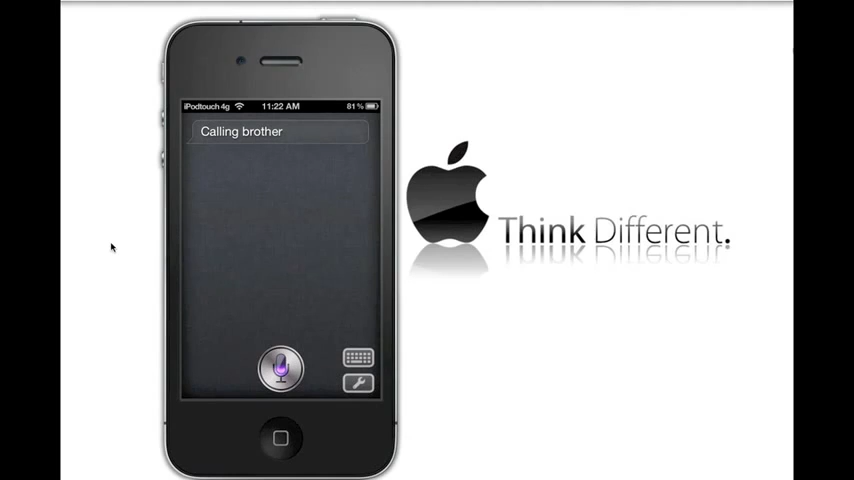 iPodtouch 4g 11:22 AM 81 %
Calling brother
Think Different.